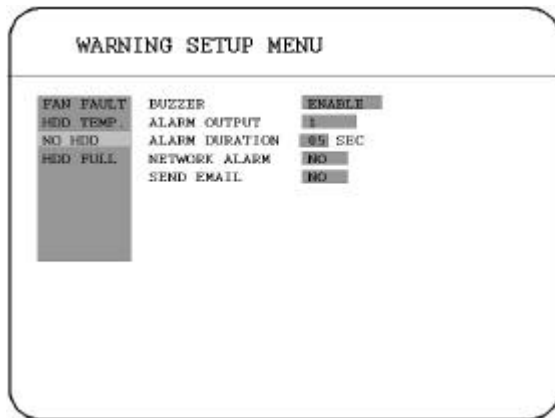 WARNING SETUP MENU
FAN FAULT BUZZER ENABLE
HDD TEMP. ALARM OUTPUT 1
NO HDD ALARM DURATION 05 SEC
HDD FULL NETWORK ALARM NO
SEND EMAIL NO